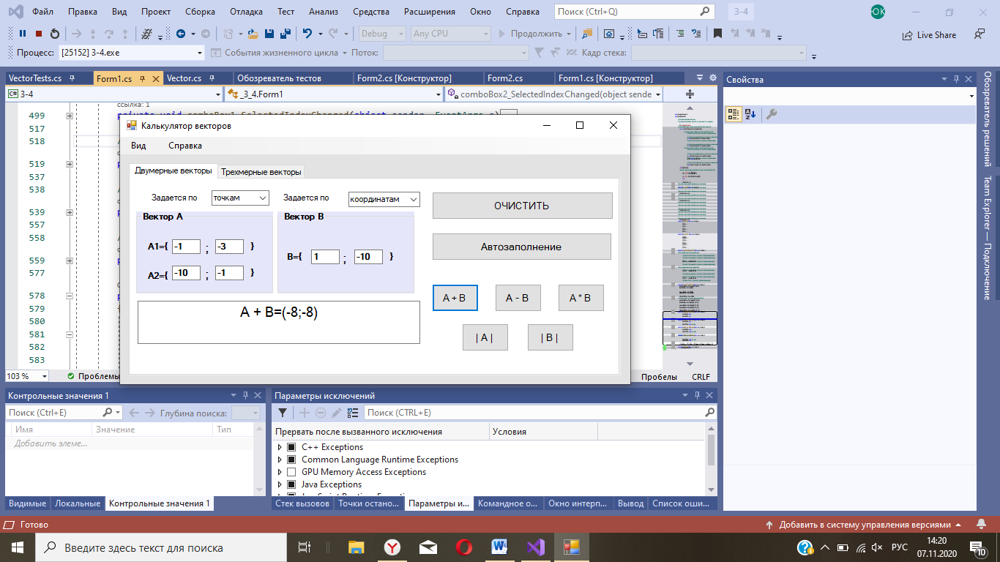 Файл Правка Вид Проект Сборка Отладка Тест Анализ Средства Расширения Окно Справка Поиск (Ctrl+Q) 3-4 OK
Debug Any CPU Продолжить Live Share
Процесс: [25152] 3-4.exe События жизненного цикла Поток: Кадр стека:
VectorTests.cs Form1.cs Vector.cs Обозреватель тестов Form2.cs [Конструктор] Form2.cs Form1.cs [Конструктор]
Свойства
C# 3-4 _3_4.Form1 comboBox2_SelectedIndexChanged(object sende
ссылка: 1
499 private void comboBox1_SelectedIndexChanged(object sender, EventArgs e)
517
518
519
537
538
539
557
558
559
577
578
579
580
581
582
583
Калькулятор векторов
Вид Справка
Двумерные векторы Трехмерные векторы
Задается по точкам Задается по координатам
ОЧИСТИТЬ
Вектор A Вектор B
A1={ -1 ; -3 }
Автозаполнение
B={ 1 ; -10 }
A2={ -10 ; -1 }
A + B A - B A * B
A + B=(-8;-8)
| A | | B |
103 % Проблемы Пробелы CRLF
Обозреватель решений
Team Explorer — Подключение
Контрольные значения 1
Поиск (Ctrl+E) Глубина поиска:
Имя Значение Тип
Добавить элеме...
Видимые Локальные Контрольные значения 1
Параметры исключений
Поиск (CTRL+E)
Прервать после вызванного исключения Условия
C++ Exceptions
Common Language Runtime Exceptions
GPU Memory Access Exceptions
Java Exceptions
Стек вызовов Точки остано... Параметры и... Командное о... Окно интерп... Вывод Список оши...
Готово Добавить в систему управления версиями
Введите здесь текст для поиска
РУС 14:20
07.11.2020 10